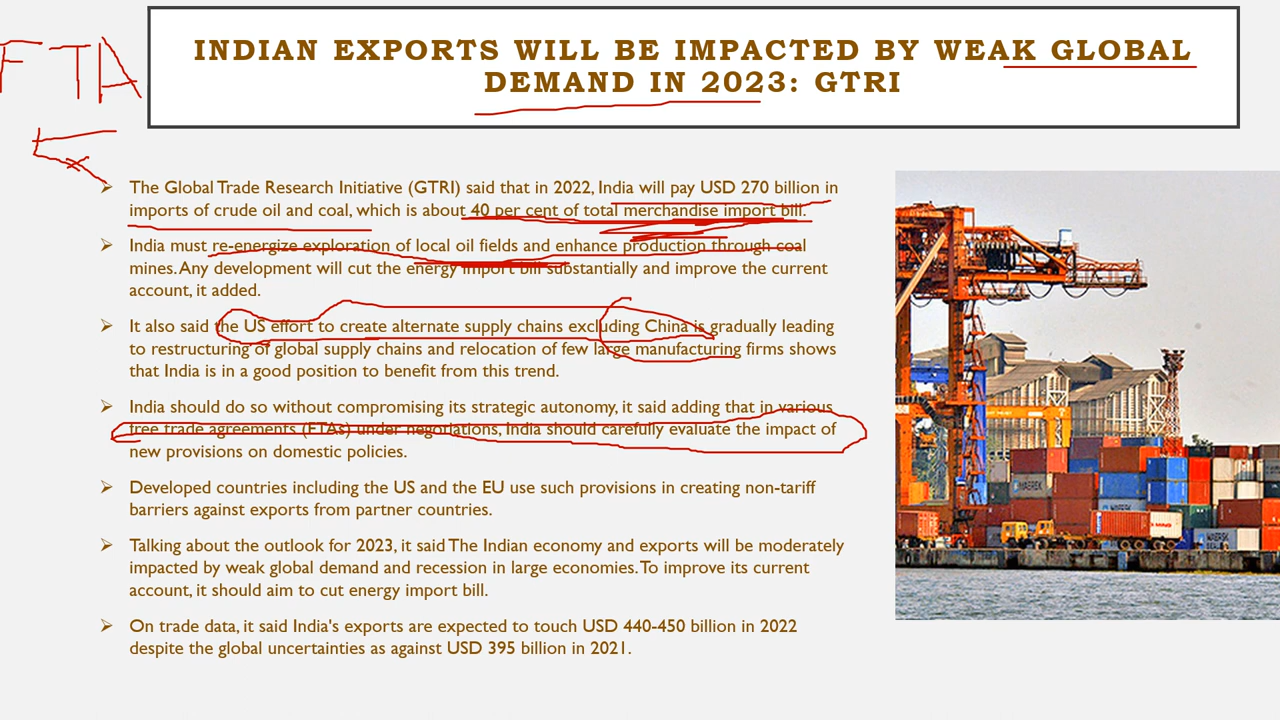 FTA
INDIAN EXPORTS WILL BE IMPACTED BY WEAK GLOBAL
DEMAND IN 2023: GTRI
The Global Trade Research Initiative (GTRI) said that in 2022, India will pay USD 270 billion in
imports of crude oil and coal, which is about 40 per cent of total merchandise import bill.
India must re-energize exploration of local oil fields and enhance production through coal
mines. Any development will cut the energy import bill substantially and improve the current
account, it added.
It also said the US effort to create alternate supply chains excluding China is gradually leading
to restructuring of global supply chains and relocation of few large manufacturing firms shows
that India is in a good position to benefit from this trend.
India should do so without compromising its strategic autonomy, it said adding that in various
free trade agreements (FTAs) under negotiations, India should carefully evaluate the impact of
new provisions on domestic policies.
Developed countries including the US and the EU use such provisions in creating non-tariff
barriers against exports from partner countries.
Talking about the outlook for 2023, it said The Indian economy and exports will be moderately
impacted by weak global demand and recession in large economies. To improve its current
account, it should aim to cut energy import bill.
On trade data, it said India's exports are expected to touch USD 440-450 billion in 2022
despite the global uncertainties as against USD 395 billion in 2021.
MAERSK